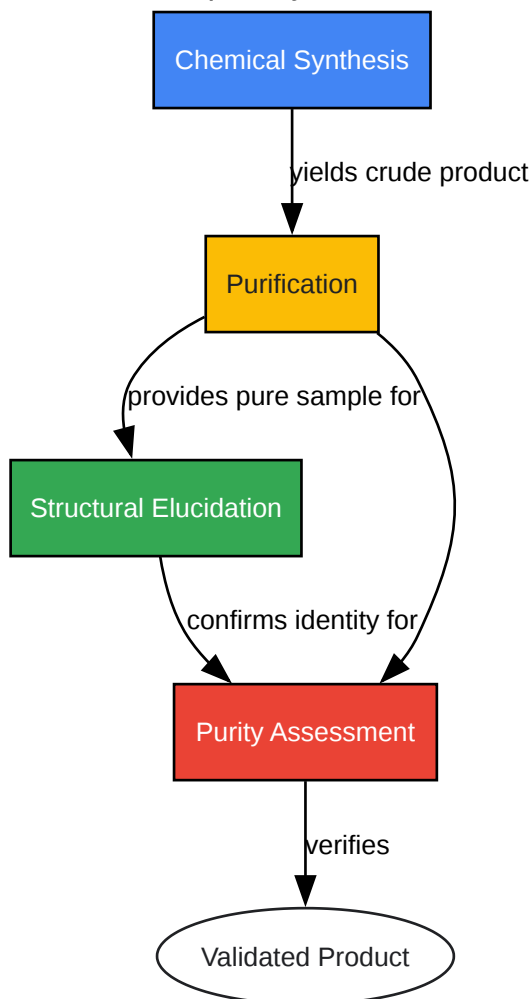 Chemical Synthesis
yields crude product
Purification
provides pure sample for
Structural Elucidation
confirms identity for
Purity Assessment
verifies
Validated Product